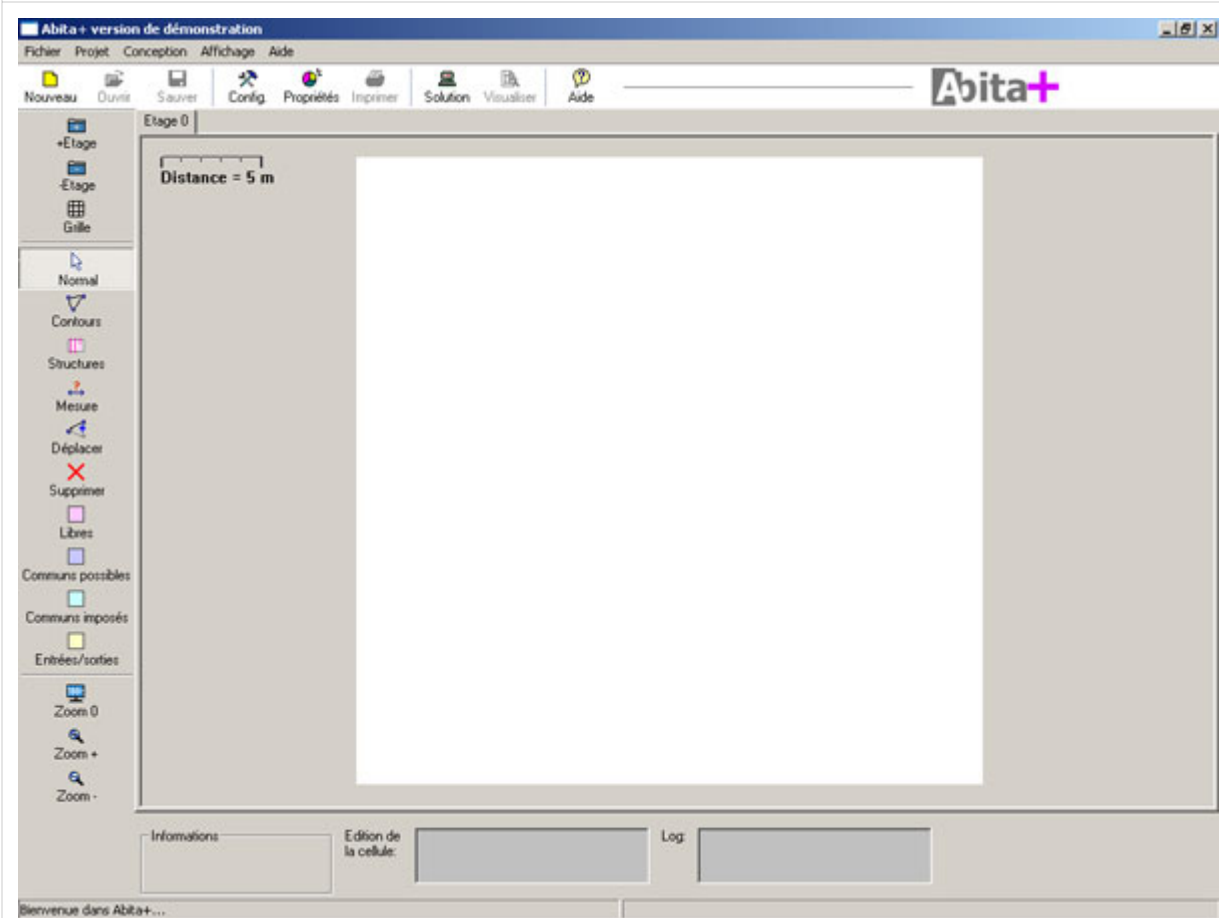 Abita+ version de démonstration
Fichier Projet Conception Affichage Aide
Nouveau Ouvrir Sauver Config. Propriétés Imprimer Solution Visualiser Aide
Abita+
+Etage
-Etage
Grille
Normal
Contours
Structures
Mesure
Déplacer
Supprimer
Libres
Communs possibles
Communs imposés
Entrées/sorties
Zoom 0
Zoom +
Zoom -
Etage 0
Distance = 5 m
Informations
Edition de
la cellule:
Log:
Bienvenue dans Abita+...